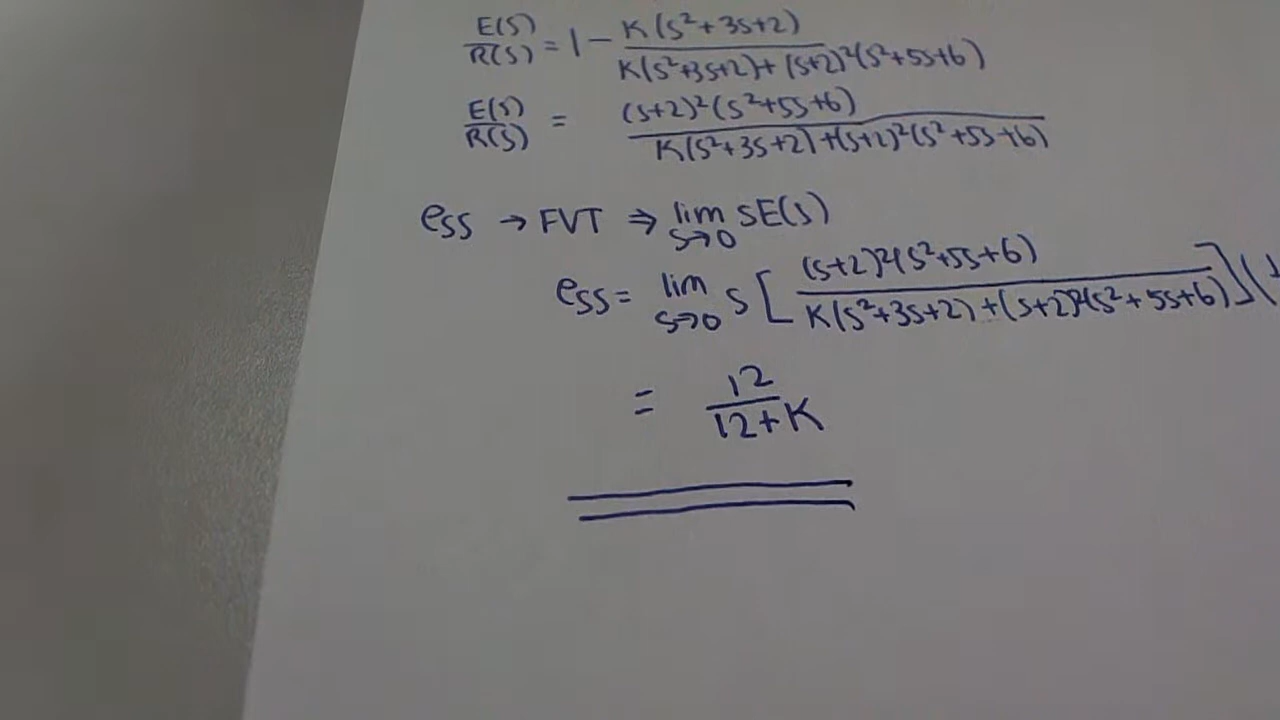 E(S)/R(S) = 1 - K(S²+3S+2)/K(S²+3S+2)+(S+2)²(S²+5S+6)
E(S)/R(S) = (S+2)²(S²+5S+6)/K(S²+3S+2)+(S+2)²(S²+5S+6)
ess → FVT ⇒ lim S→0 SE(S)
ess = lim S→0 S[(S+2)²(S²+5S+6)/K(S²+3S+2)+(S+2)²(S²+5S+6)](
= 12/12+K